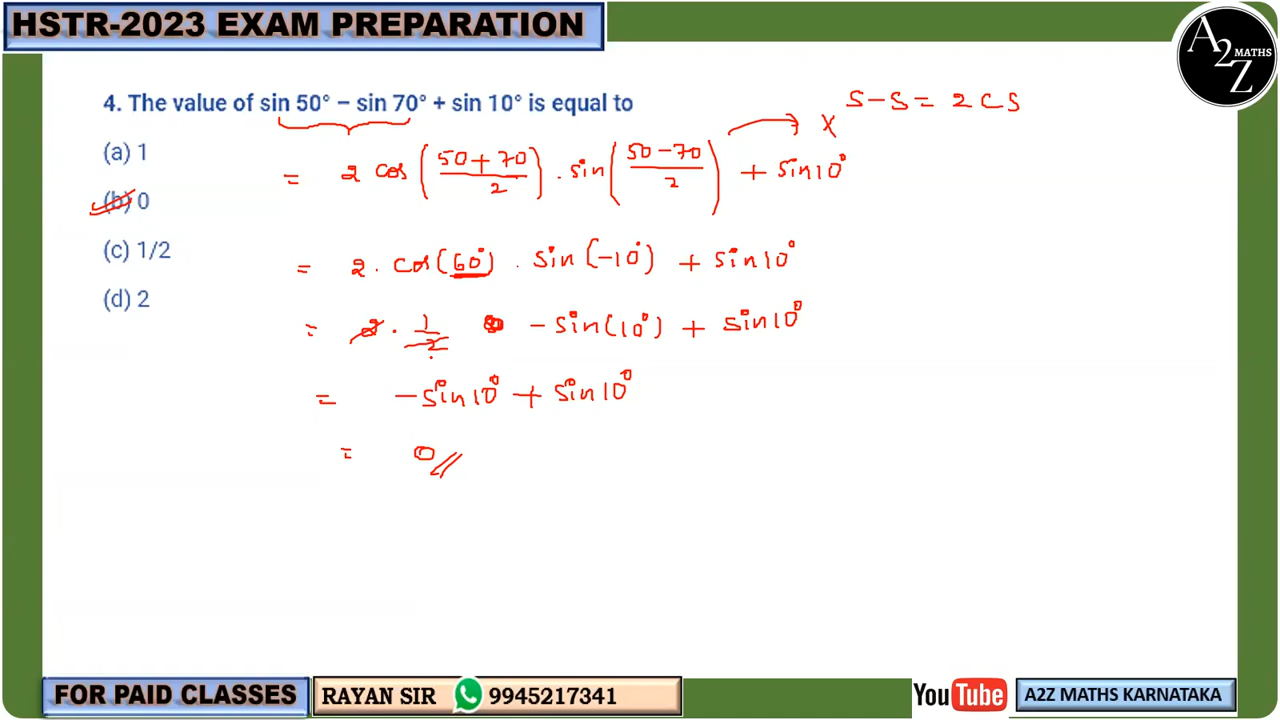 HSTR-2023 EXAM PREPARATION
A2Z MATHS
4. The value of sin 50° − sin 70° + sin 10° is equal to
S-S = 2CS
(a) 1
= 2 cos (50+70/2) . sin (50-70/2) + sin10°
(b) 0
(c) 1/2
= 2 . cos(60°) . sin(-10°) + sin10°
(d) 2
= 2 . 1/2 -sin(10°) + sin10°
= -sin10° + sin10°
= 0//
FOR PAID CLASSES
RAYAN SIR 9945217341
YouTube
A2Z MATHS KARNATAKA